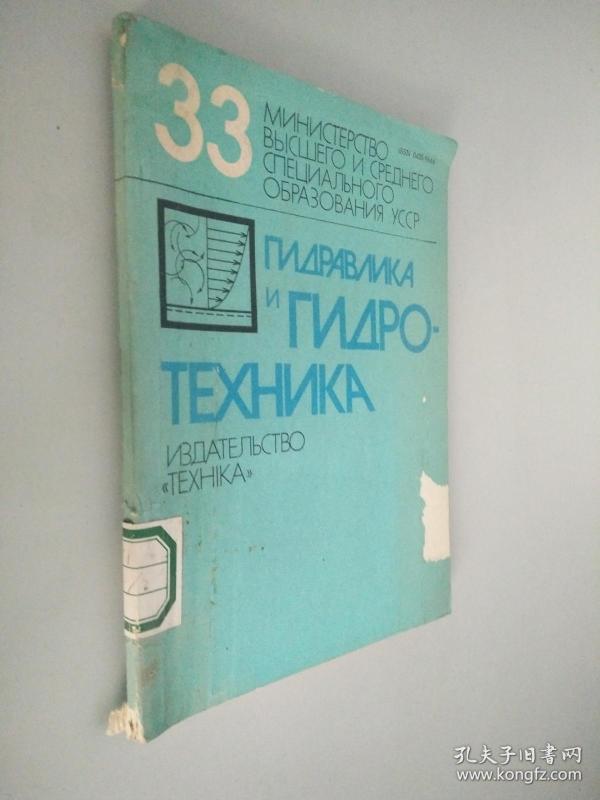 33
МИНИСТЕРСТВО
ВЫСШЕГО И СРЕДНЕГО
СПЕЦИАЛЬНОГО
ОБРАЗОВАНИЯ УССР
ГИДРАВЛИКА
И ГИДРО-
ТЕХНИКА
ИЗДАТЕЛЬСТВО
«ТЕХНІКА»
孔夫子旧书网
www.kongfz.com